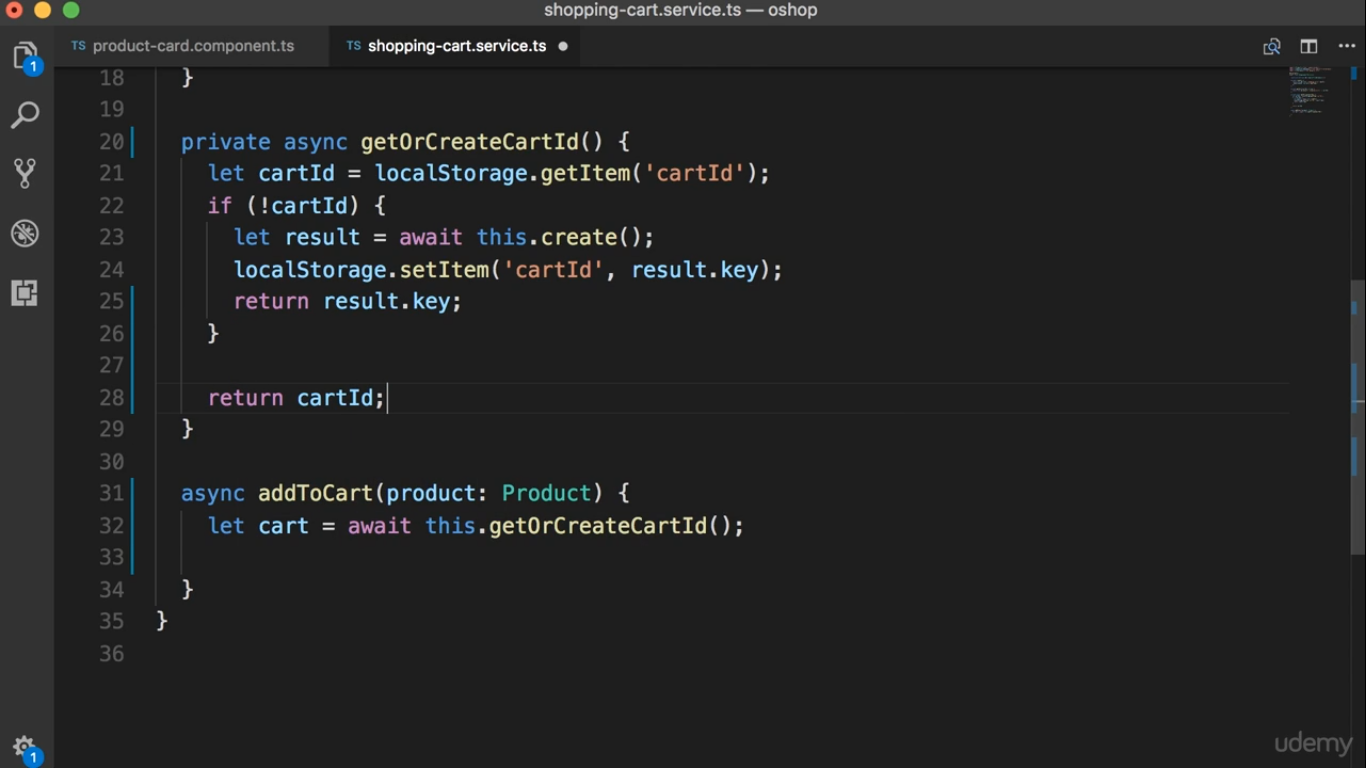 shopping-cart.service.ts — oshop
TS product-card.component.ts TS shopping-cart.service.ts
1
18 }
19
20 private async getOrCreateCartId() {
21 let cartId = localStorage.getItem('cartId');
22 if (!cartId) {
23 let result = await this.create();
24 localStorage.setItem('cartId', result.key);
25 return result.key;
26 }
27
28 return cartId;
29 }
30
31 async addToCart(product: Product) {
32 let cart = await this.getOrCreateCartId();
33
34 }
35 }
36
1
udemy